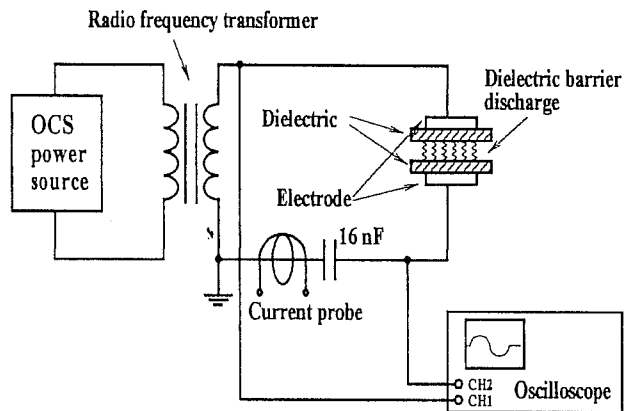 Radio frequency transformer
OCS
power
source
Dielectric
Electrode
Dielectric barrier
discharge
16 nF
Current probe
CH2
CH1
Oscilloscope